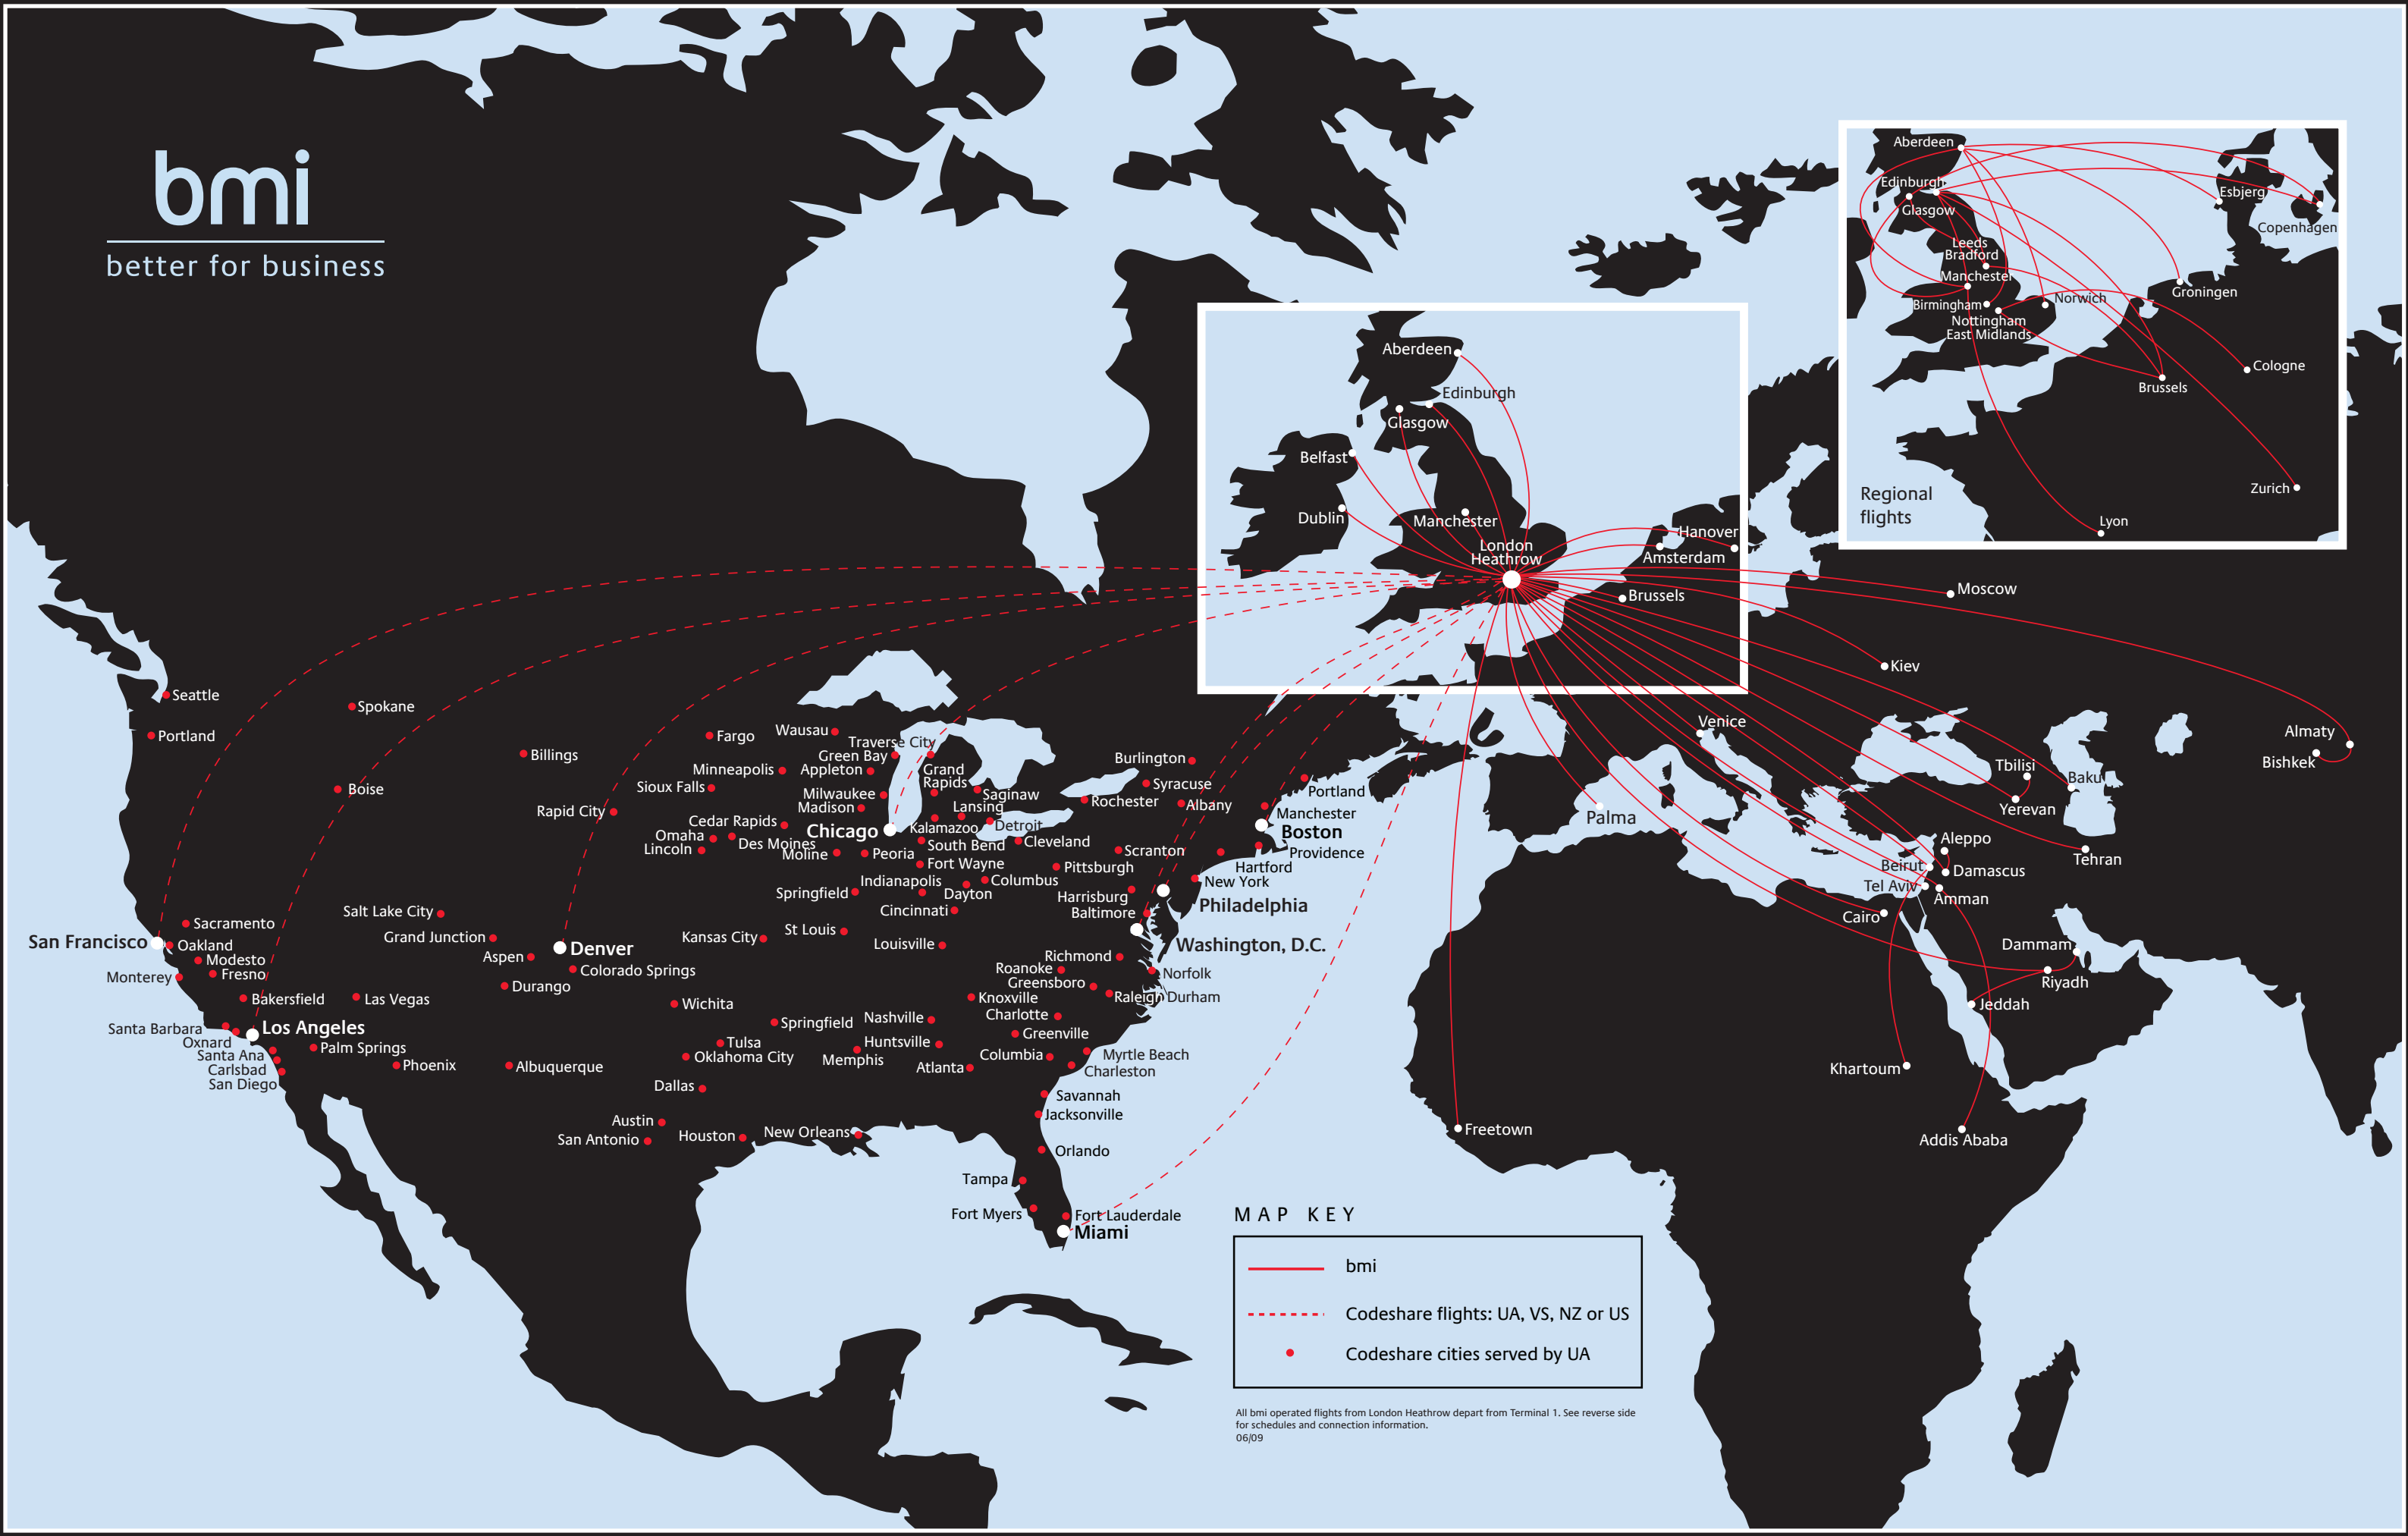 bmi
better for business
Aberdeen
Edinburgh
Glasgow
Leeds
Bradford
Manchester
Birmingham
Nottingham
East Midlands
Norwich
Esbjerg
Copenhagen
Groningen
Cologne
Brussels
Zurich
Lyon
Regional
flights
Aberdeen
Edinburgh
Glasgow
Belfast
Dublin
Manchester
London
Heathrow
Hanover
Amsterdam
Brussels
Moscow
Kiev
Venice
Almaty
Bishkek
Tbilisi
Baku
Yerevan
Palma
Aleppo
Tehran
Beirut
Damascus
Tel Aviv
Amman
Cairo
Dammam
Riyadh
Jeddah
Khartoum
Freetown
Addis Ababa
Seattle
Spokane
Portland
Billings
Boise
Rapid City
Fargo
Wausau
Traverse City
Green Bay
Minneapolis
Appleton
Grand
Rapids
Sioux Falls
Milwaukee
Saginaw
Madison
Lansing
Cedar Rapids
Chicago
Kalamazoo
Detroit
Omaha
Des Moines
Lincoln
Moline
Peoria
South Bend
Cleveland
Fort Wayne
Indianapolis
Columbus
Springfield
Dayton
Cincinnati
Burlington
Syracuse
Rochester
Albany
Portland
Manchester
Boston
Providence
Scranton
Hartford
Pittsburgh
New York
Harrisburg
Philadelphia
Baltimore
Washington, D.C.
Salt Lake City
Sacramento
San Francisco
Oakland
Modesto
Fresno
Monterey
Grand Junction
Aspen
Denver
Colorado Springs
Durango
Kansas City
St Louis
Louisville
Richmond
Roanoke
Norfolk
Greensboro
Raleigh Durham
Bakersfield
Las Vegas
Wichita
Knoxville
Charlotte
Santa Barbara
Los Angeles
Oxnard
Springfield
Nashville
Greenville
Santa Ana
Palm Springs
Carlsbad
San Diego
Phoenix
Albuquerque
Tulsa
Oklahoma City
Huntsville
Memphis
Columbia
Myrtle Beach
Atlanta
Charleston
Dallas
Savannah
Jacksonville
Austin
San Antonio
Houston
New Orleans
Orlando
Tampa
Fort Myers
Fort Lauderdale
Miami
MAP KEY
bmi
Codeshare flights: UA, VS, NZ or US
Codeshare cities served by UA
All bmi operated flights from London Heathrow depart from Terminal 1. See reverse side
for schedules and connection information.
06/09